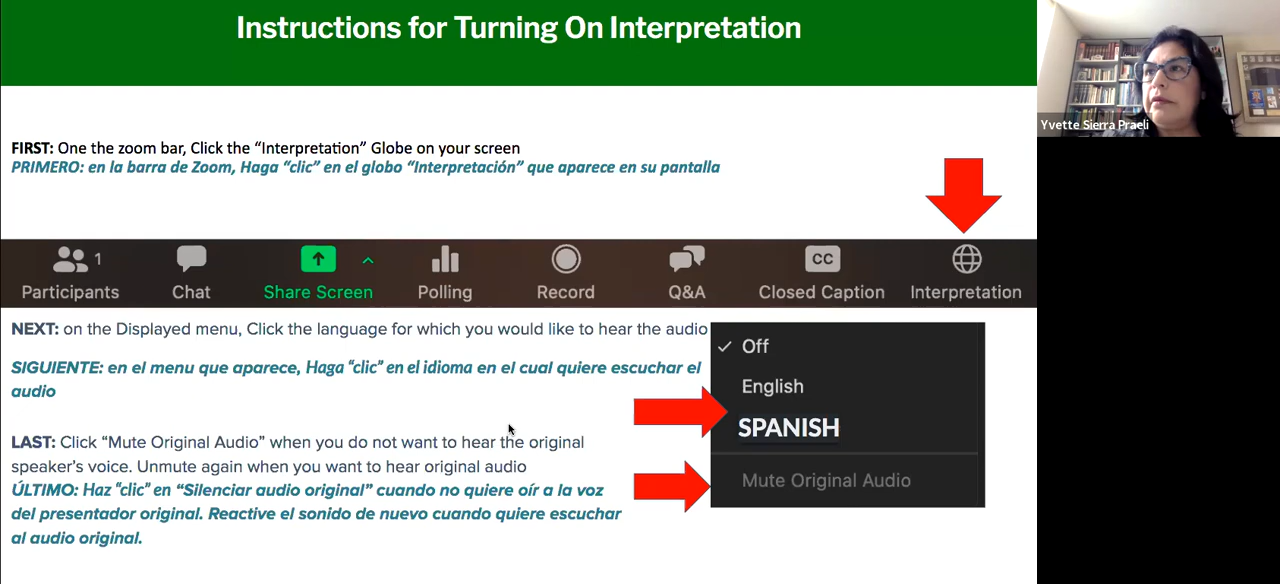 Instructions for Turning On Interpretation
Yvette Sierra Praeli
FIRST: One the zoom bar, Click the “Interpretation” Globe on your screen
PRIMERO: en la barra de Zoom, Haga “clic” en el globo “Interpretación” que aparece en su pantalla
1
CC
Participants Chat Share Screen Polling Record Q&A Closed Caption Interpretation
NEXT: on the Displayed menu, Click the language for which you would like to hear the audio
SIGUIENTE: en el menu que aparece, Haga “clic” en el idioma en el cual quiere escuchar el
audio
LAST: Click “Mute Original Audio” when you do not want to hear the original
speaker’s voice. Unmute again when you want to hear original audio
ÚLTIMO: Haz “clic” en “Silenciar audio original” cuando no quiere oír a la voz
del presentador original. Reactive el sonido de nuevo cuando quiere escuchar
al audio original.
Off
English
SPANISH
Mute Original Audio